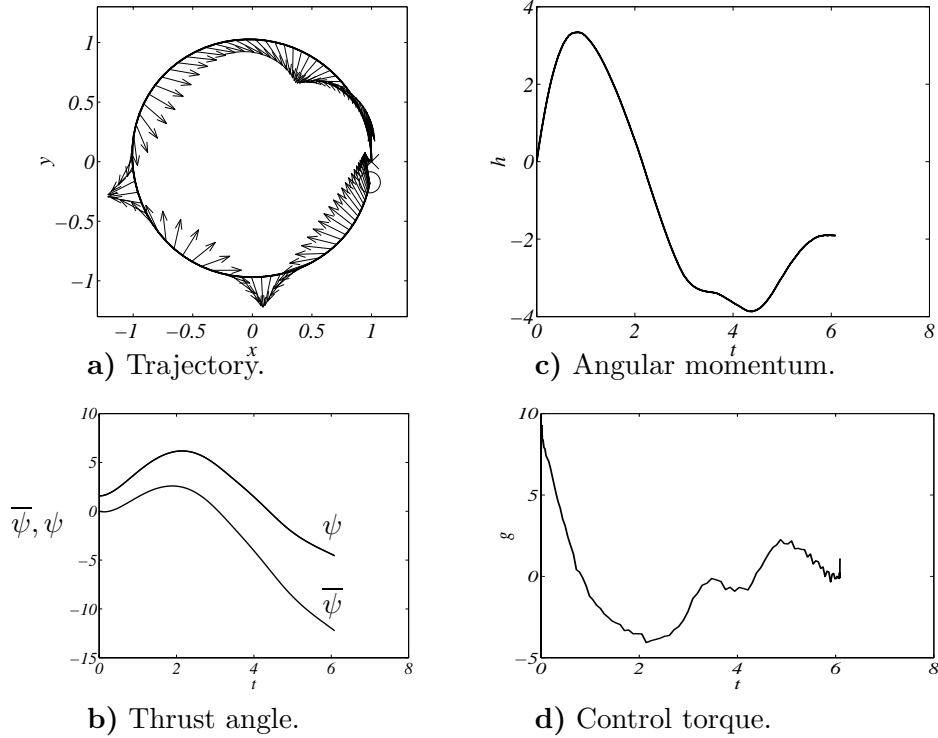 1
0.5
0
−0.5
−1
y
−1 −0.5 0 0.5 1
x
a) Trajectory.
4
2
0
−2
−4
h
0 2 4 6 8
t
c) Angular momentum.
10
5
0
−5
−10
−15
ψ̅, ψ
ψ
ψ̅
0 2 4 6 8
t
b) Thrust angle.
10
5
0
−5
g
0 2 4 6 8
t
d) Control torque.